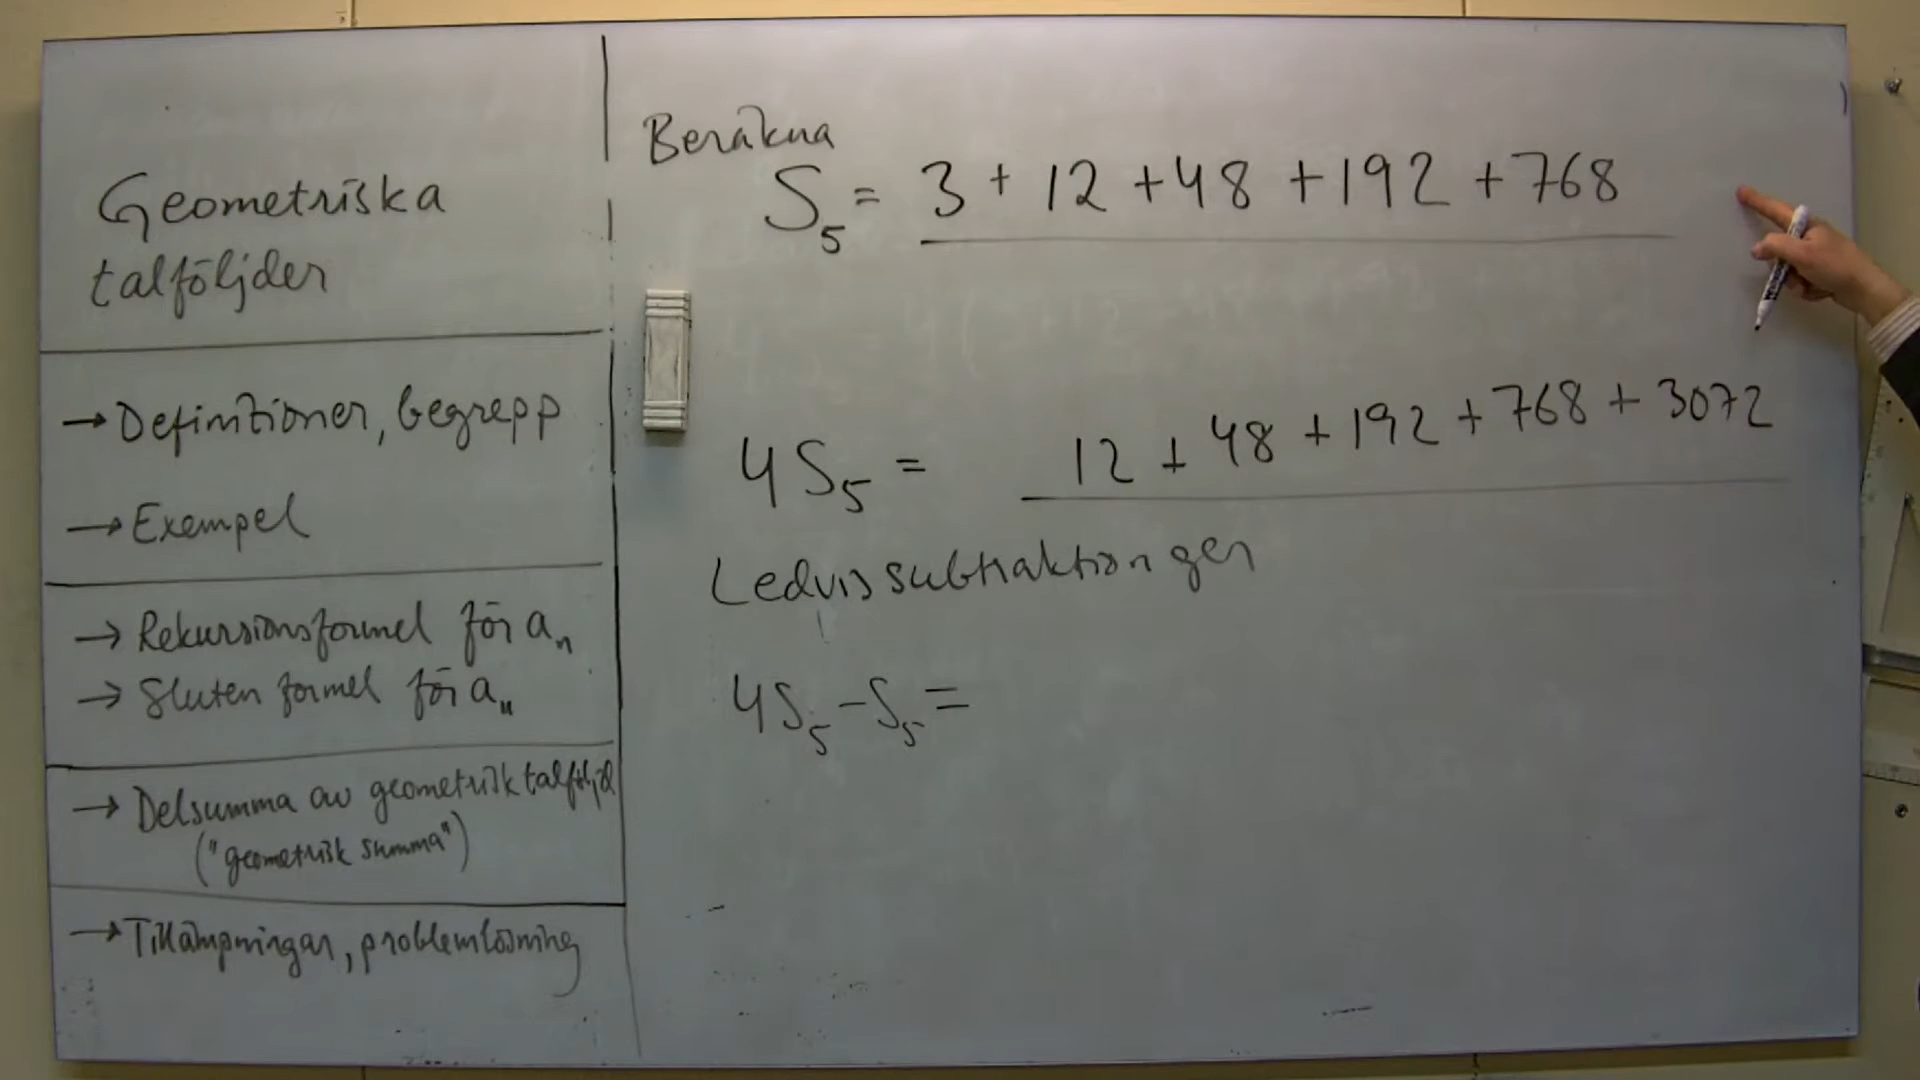 Geometriska
talföljder
→ Definitioner, begrepp
→ Exempel
→ Rekursionsformel för aₙ
→ Sluten formel för aₙ
→ Delsumma av geometrisk talföljd
("geometrisk summa")
→ Tillämpningar, problemlösning
Beräkna
S₅ = 3 + 12 + 48 + 192 + 768
4S₅ = 12 + 48 + 192 + 768 + 3072
Ledvis subtraktion ger
4S₅ - S₅ =